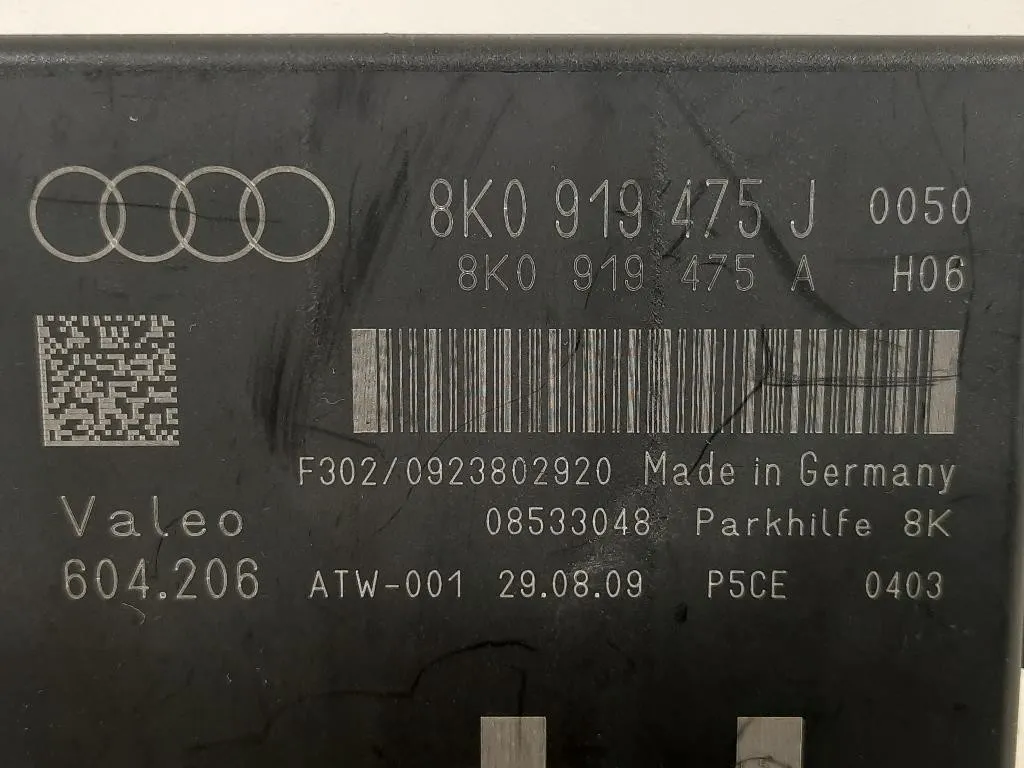 8K0 919 475 J 0050
8K0 919 475 A H06
F302/0923802920 Made in Germany
Valeo 08533048 Parkhilfe 8K
604.206 ATW-001 29.08.09 P5CE 0403